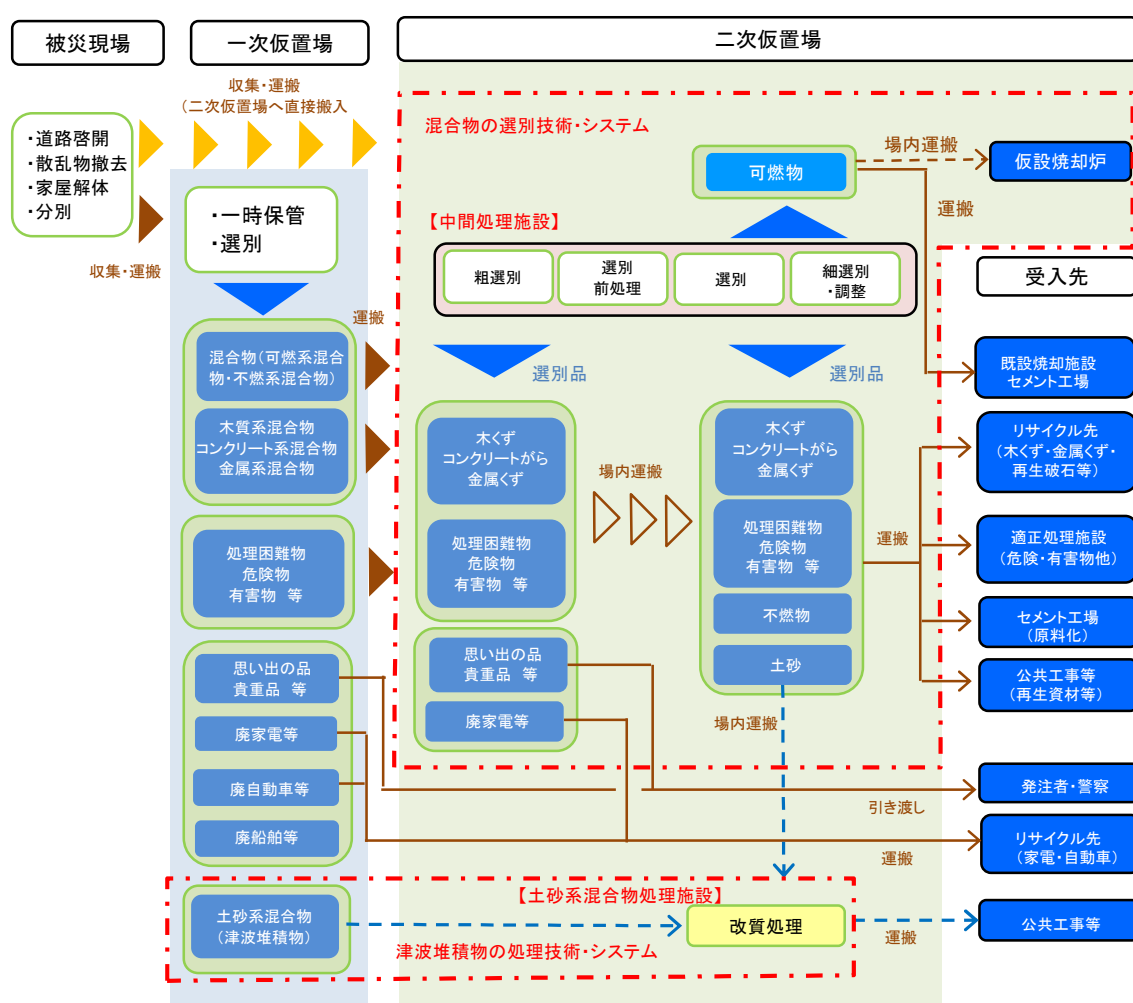 被災現場
一次仮置場
二次仮置場
収集・運搬
(二次仮置場へ直接搬入
・道路啓開
・散乱物撤去
・家屋解体
・分別
収集・運搬
・一時保管
・選別
運搬
混合物(可燃系混合
物・不燃系混合物)
木質系混合物
コンクリート系混合物
金属系混合物
処理困難物
危険物
有害物 等
思い出の品
貴重品 等
廃家電等
廃自動車等
廃船舶等
土砂系混合物
(津波堆積物)
混合物の選別技術・システム
可燃物
場内運搬
仮設焼却炉
運搬
【中間処理施設】
粗選別
選別
前処理
選別
細選別
・調整
選別品
選別品
木くず
コンクリートがら
金属くず
処理困難物
危険物
有害物 等
思い出の品
貴重品 等
廃家電等
場内運搬
木くず
コンクリートがら
金属くず
処理困難物
危険物
有害物 等
不燃物
土砂
場内運搬
運搬
受入先
既設焼却施設
セメント工場
リサイクル先
(木くず・金属くず・
再生破石等)
適正処理施設
(危険・有害物他)
セメント工場
(原料化)
公共工事等
(再生資材等)
引き渡し
発注者・警察
運搬
リサイクル先
(家電・自動車)
【土砂系混合物処理施設】
改質処理
津波堆積物の処理技術・システム
運搬
公共工事等